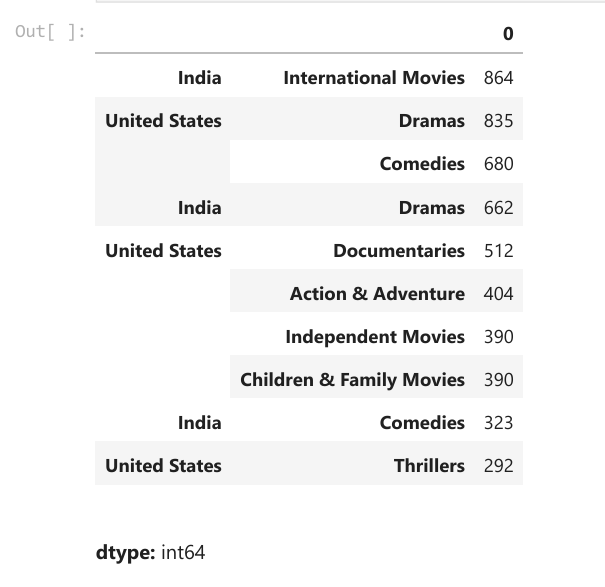 Out[ ]:
0
India International Movies 864
United States Dramas 835
Comedies 680
India Dramas 662
United States Documentaries 512
Action & Adventure 404
Independent Movies 390
Children & Family Movies 390
India Comedies 323
United States Thrillers 292
dtype: int64